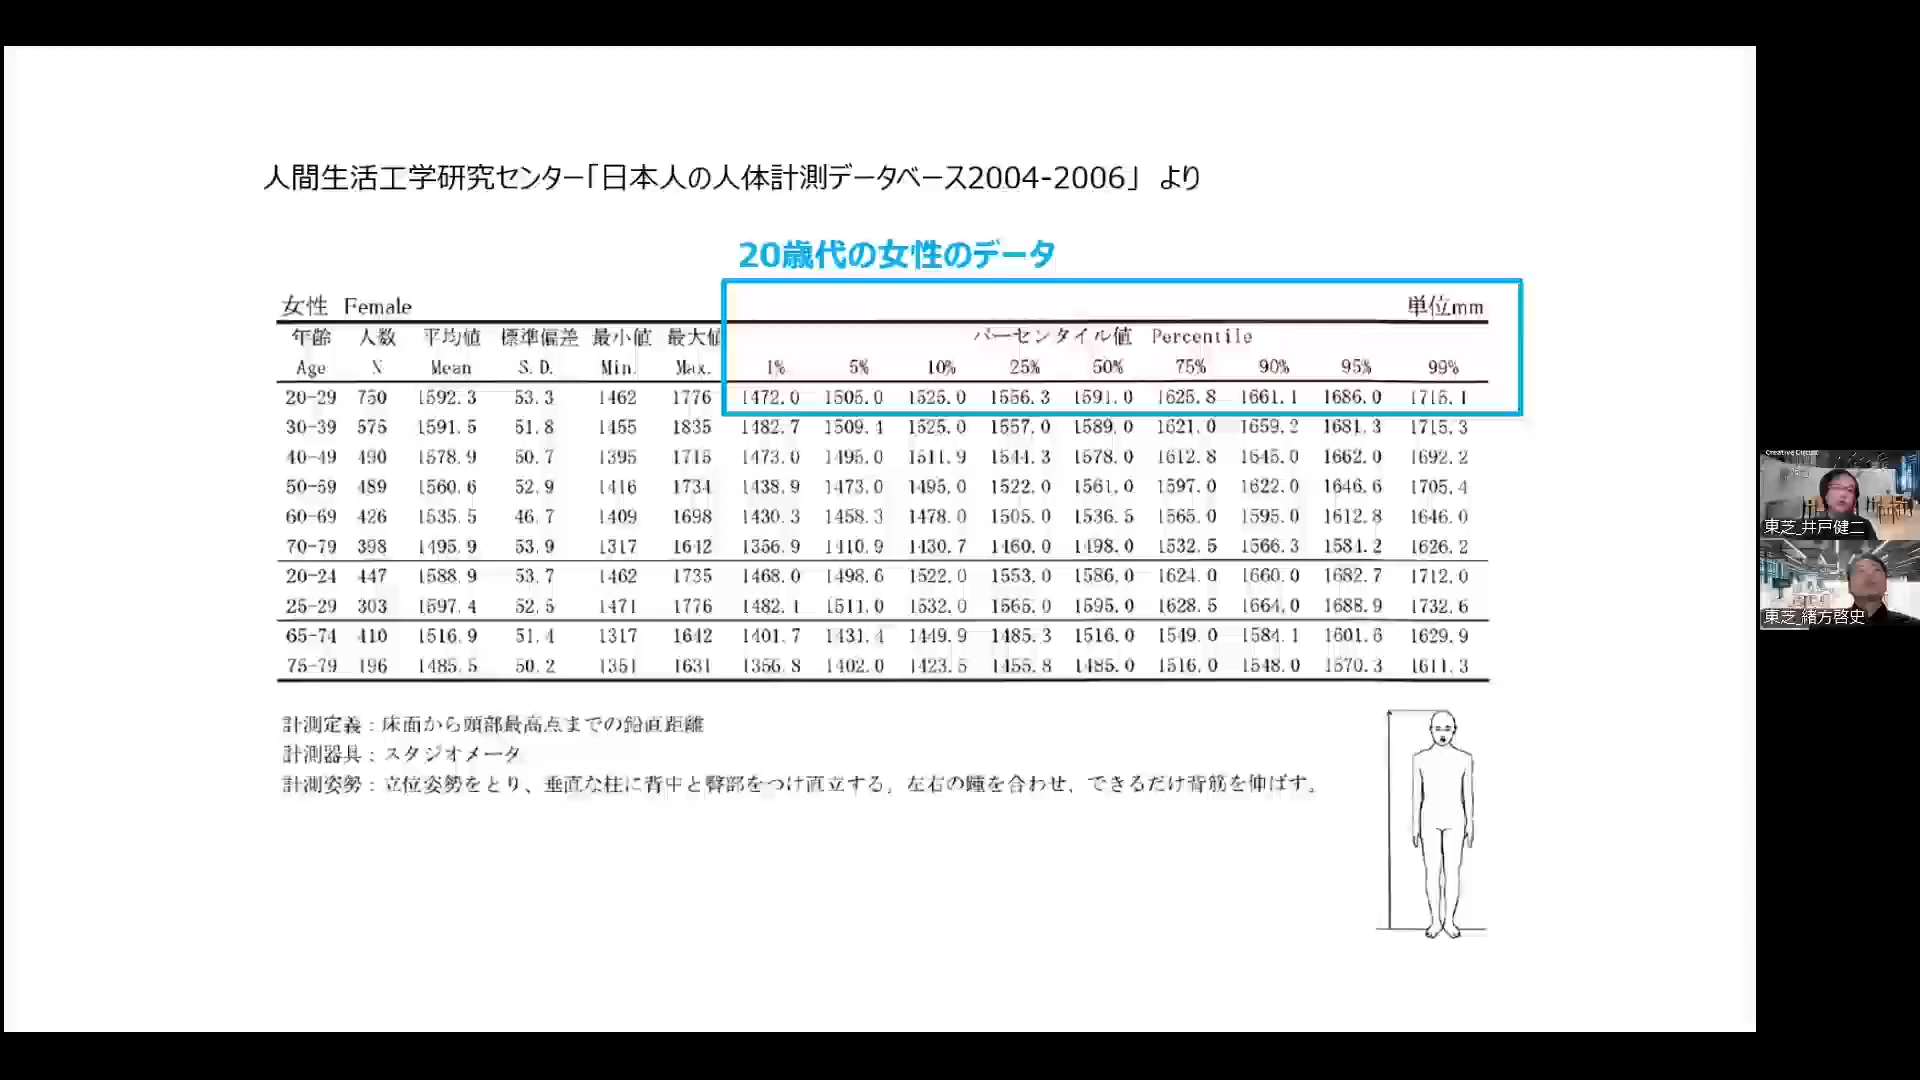 人間生活工学研究センター「日本人の人体計測データベース2004-2006」より
20歳代の女性のデータ
女性 Female 単位mm
年齢 人数 平均値 標準偏差 最小値 最大値 パーセンタイル値 Percentile
Age N Mean S.D. Min. Max. 1% 5% 10% 25% 50% 75% 90% 95% 99%
20-29 750 1592.3 53.3 1462 1776 1472.0 1505.0 1525.0 1556.3 1591.0 1625.8 1661.1 1686.0 1715.1
30-39 575 1591.5 51.8 1455 1835 1482.7 1509.4 1525.0 1557.0 1589.0 1621.0 1659.2 1681.3 1715.3
40-49 490 1578.9 50.7 1395 1715 1473.0 1495.0 1511.9 1544.3 1578.0 1612.8 1645.0 1662.0 1692.2
50-59 489 1560.6 52.9 1416 1734 1438.9 1473.0 1495.0 1522.0 1561.0 1597.0 1622.0 1646.6 1705.4
60-69 426 1535.5 46.7 1409 1698 1430.3 1458.3 1478.0 1505.0 1536.5 1565.0 1595.0 1612.8 1646.0
70-79 398 1495.9 53.9 1317 1642 1356.9 1410.9 1430.7 1460.0 1498.0 1532.5 1566.3 1584.2 1626.2
20-24 447 1588.9 53.7 1462 1735 1468.0 1498.6 1522.0 1553.0 1586.0 1624.0 1660.0 1682.7 1712.0
25-29 303 1597.4 52.5 1471 1776 1482.1 1511.0 1532.0 1565.0 1595.0 1628.5 1664.0 1688.9 1732.6
65-74 410 1516.9 51.4 1317 1642 1401.7 1431.4 1449.9 1485.3 1516.0 1549.0 1584.1 1601.6 1629.9
75-79 196 1485.5 50.2 1351 1631 1356.8 1402.0 1423.5 1455.8 1485.0 1516.0 1548.0 1570.3 1611.3
計測定義：床面から頭部最高点までの鉛直距離
計測器具：スタジオメータ
計測姿勢：立位姿勢をとり、垂直な柱に背中と臀部をつけ直立する。左右の踵を合わせ、できるだけ背筋を伸ばす。
Creative Circuit
東芝_井戸健二
東芝_緒方啓史